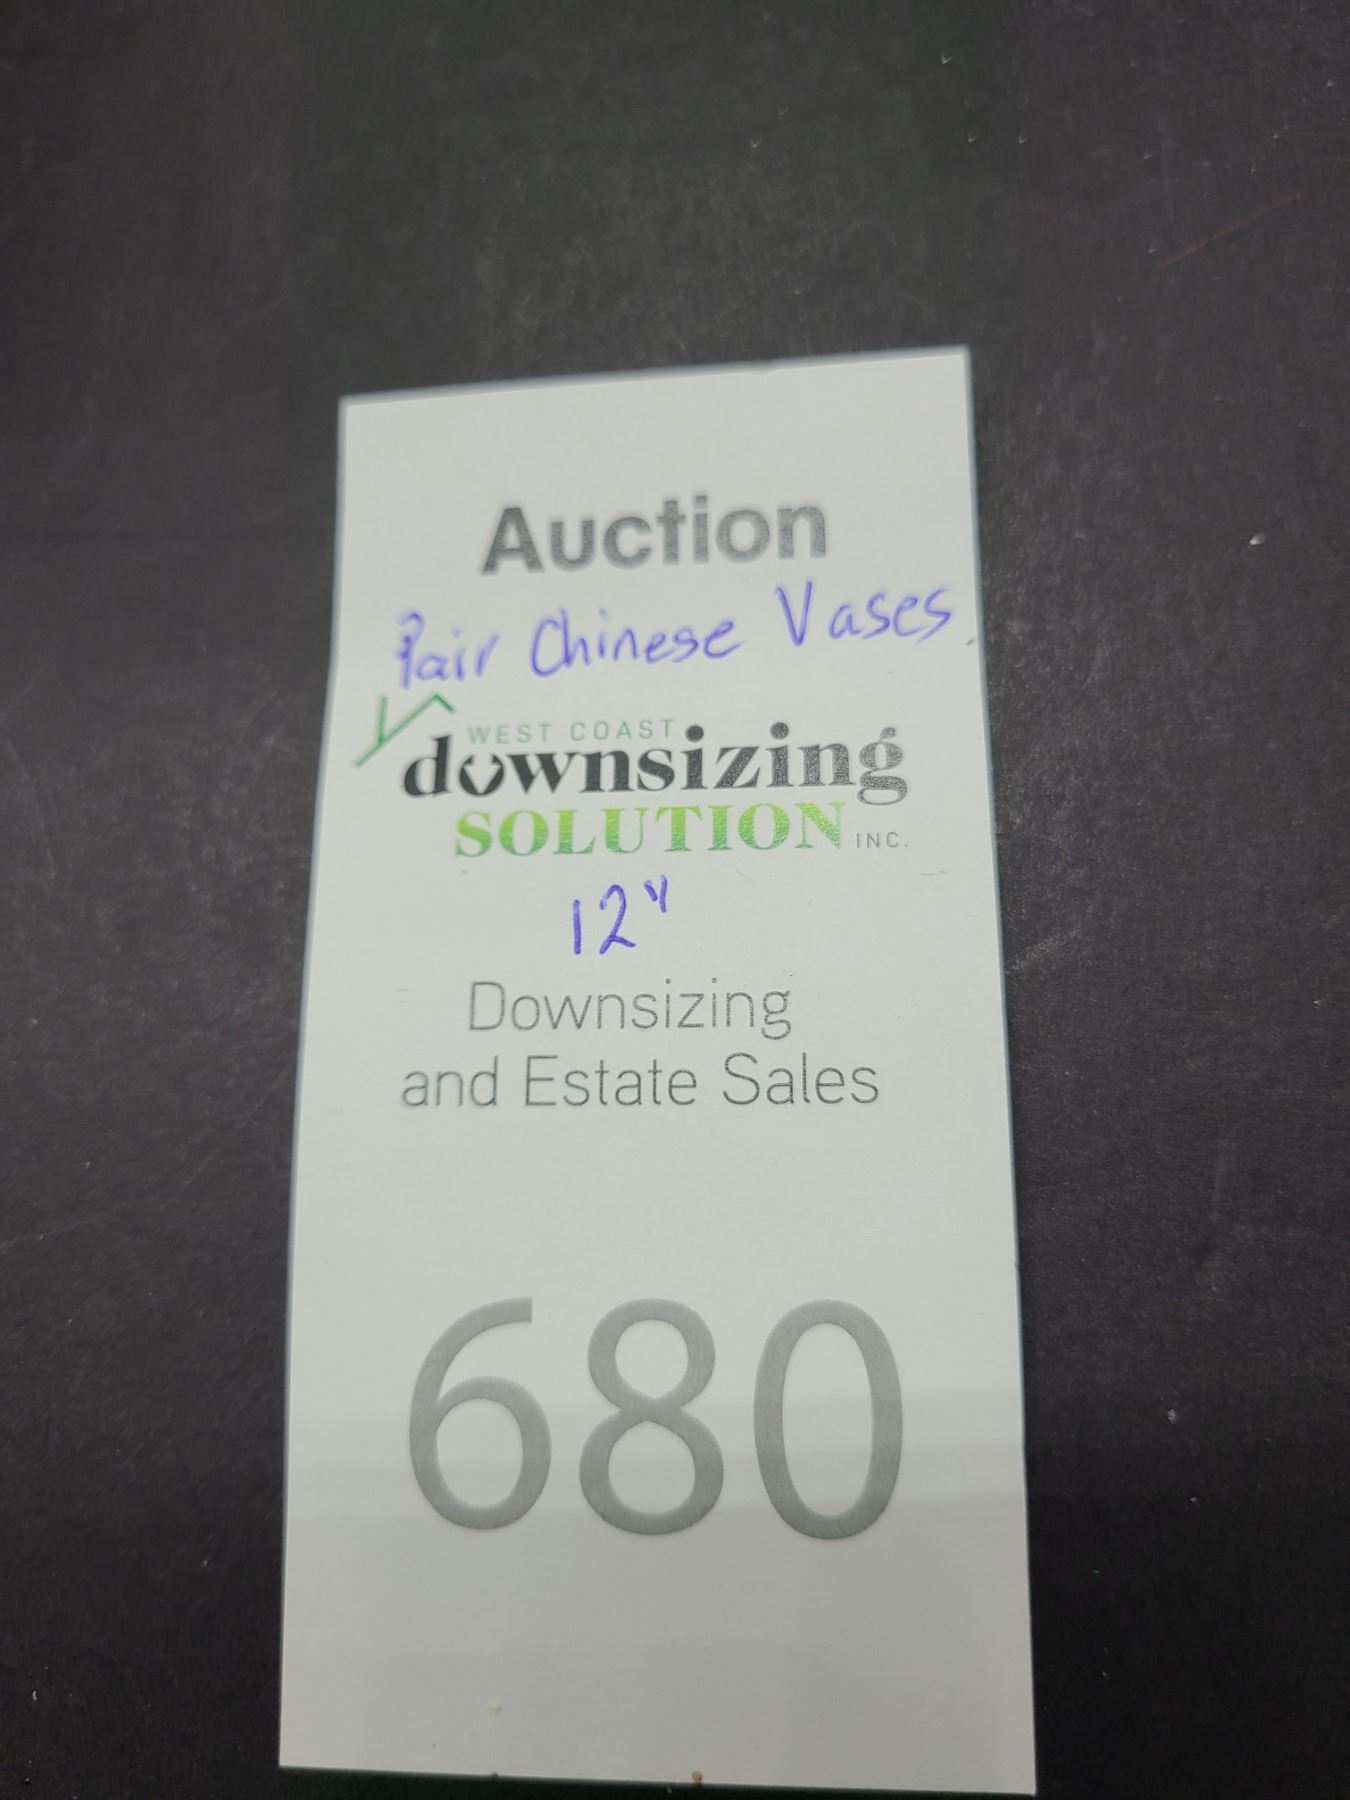 Auction
Pair Chinese Vases
WEST COAST
downsizing
SOLUTION INC.
12"
Downsizing
and Estate Sales
680